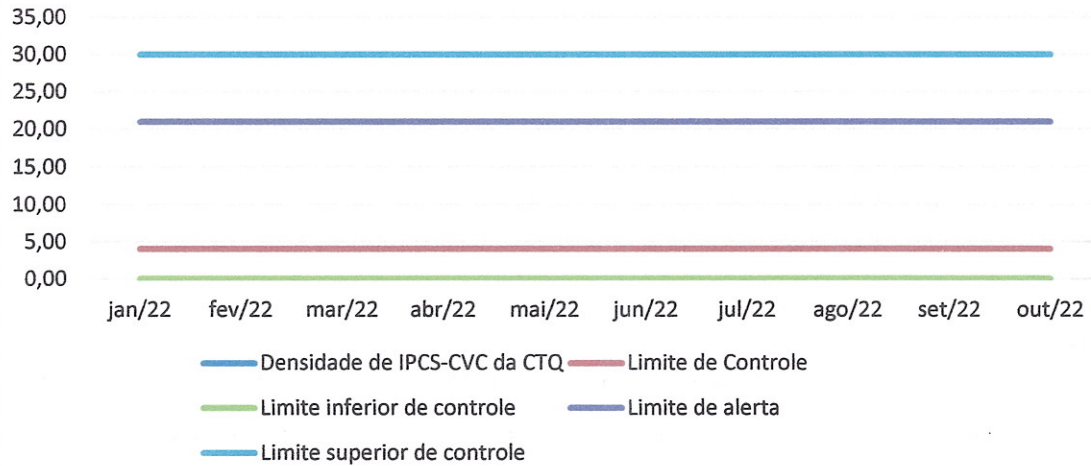 35,00
30,00
25,00
20,00
15,00
10,00
5,00
0,00
jan/22 fev/22 mar/22 abr/22 mai/22 jun/22 jul/22 ago/22 set/22 out/22
Densidade de IPCS-CVC da CTQ Limite de Controle
Limite inferior de controle Limite de alerta
Limite superior de controle